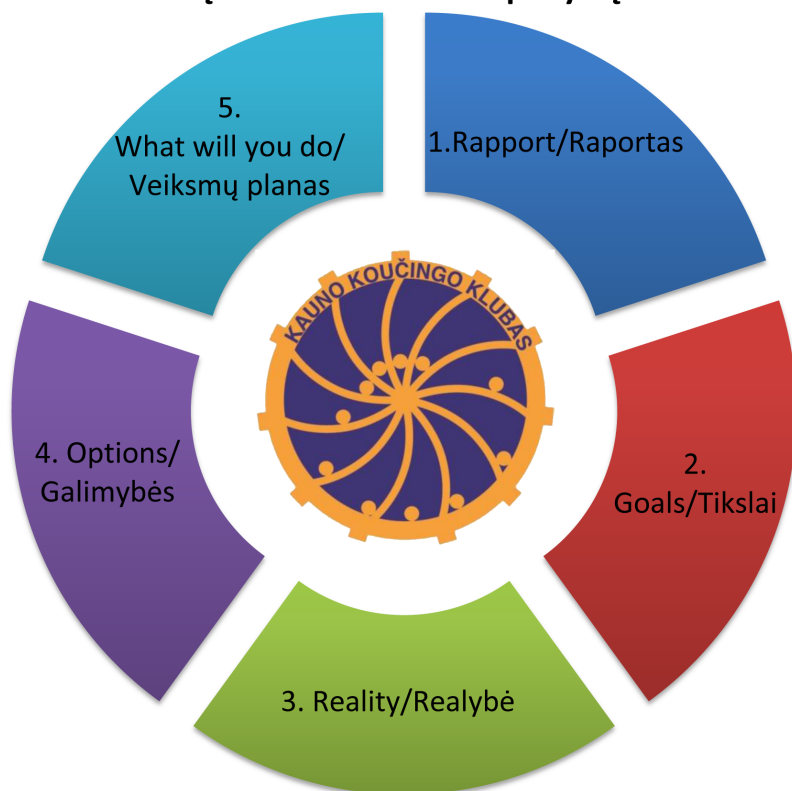 1.Rapport/Raportas
2.
Goals/Tikslai
3. Reality/Realybė
4. Options/
Galimybės
5.
What will you do/
Veiksmų planas
KAUNO KOUČINGO KLUBAS